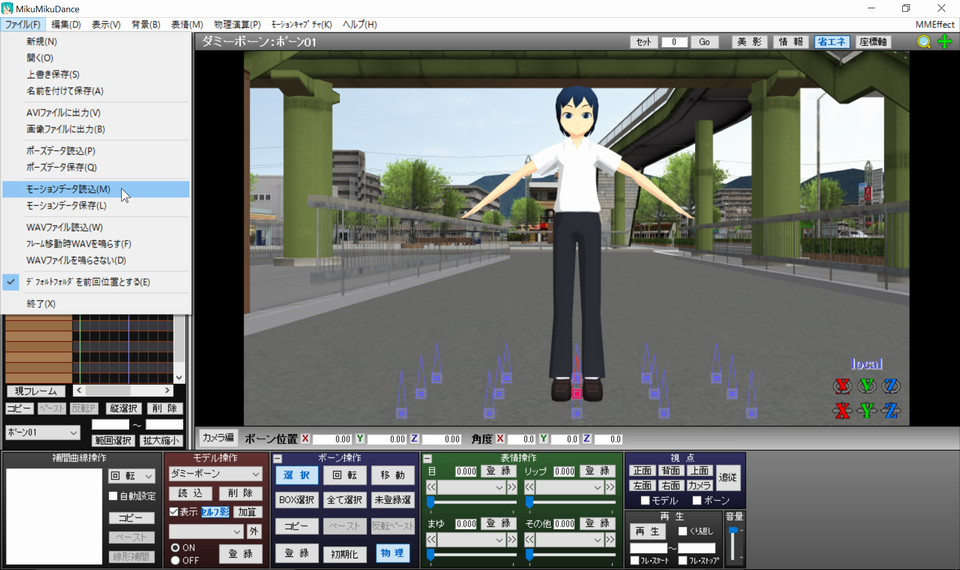 MikuMikuDance
ファイル(F) 編集(D) 表示(V) 背景(B) 表情(M) 物理演算(P) モーションキャプチャ(K) ヘルプ(H) MMEffect
新規(N)
開く(O)
上書き保存(S)
名前を付けて保存(A)
AVIファイルに出力(V)
画像ファイルに出力(B)
ポーズデータ読込(P)
ポーズデータ保存(Q)
モーションデータ読込(M)
モーションデータ保存(L)
WAVファイル読込(W)
フレーム移動時WAVを鳴らす(F)
WAVファイルを鳴らさない(D)
デフォルトフォルダを前回位置とする(E)
終了(X)
ダミーボーン:ボーン01 セット 0 Go 美影 情報 省エネ 座標軸
local
X Y Z
X Y Z
現フレーム < >
コピー ペースト 反転P 縦選択 削除
ボーン01 ~
範囲選択 拡大縮小
カメラ編 ボーン位置 X 0.00 Y 0.00 Z 0.00 角度 X 0.0 Y 0.0 Z 0.0
補間曲線操作
回転
自動設定
コピー
ペースト
線形補間
モデル操作
ダミーボーン
読込 削除
表示 セルフ影 加算
外
ON
OFF
登録
ボーン操作
選択 回転 移動
BOX選択 全て選択 未登録選
コピー ペースト 反転ペースト
登録 初期化 物理
表情操作
目 0.000 登録 リップ 0.000 登録
まゆ 0.000 登録 その他 0.000 登録
視点
正面 背面 上面 追従
左面 右面 カメラ
モデル ボーン
再生
再生 くり返し
~
フレ・スタート フレ・ストップ
音量